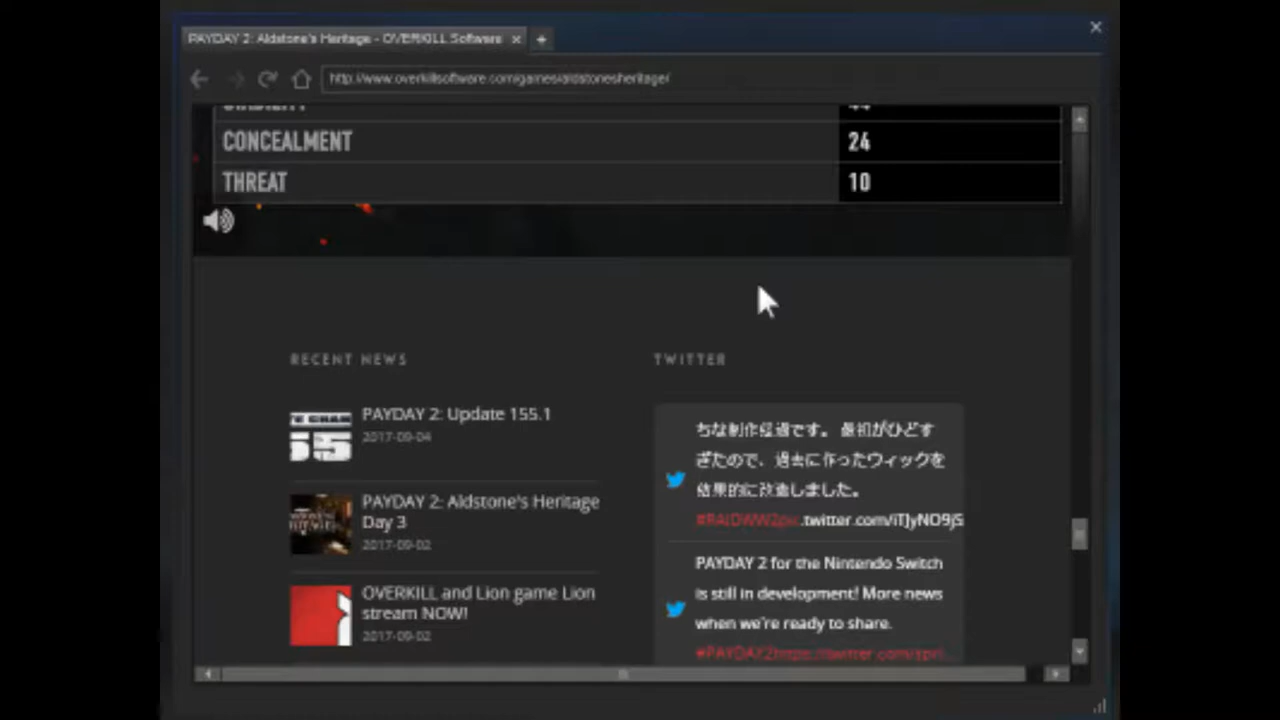 PAYDAY 2: Aldstone's Heritage - OVERKILL Software
http://www.overkillsoftware.com/games/aldstonesheritage/
CONCEALMENT 24
THREAT 10
RECENT NEWS
PAYDAY 2: Update 155.1
2017-09-04
PAYDAY 2: Aldstone's Heritage
Day 3
2017-09-02
OVERKILL and Lion game Lion
stream NOW!
2017-09-02
TWITTER
ちな制作経過です。 最初がひどす
ぎたので、過去に作ったウィックを
結果的に改造しました。
#RAIDWW2pic.twitter.com/iTJyNO9jS
PAYDAY 2 for the Nintendo Switch
is still in development! More news
when we're ready to share.
#PAYDAY2https://twitter.com/